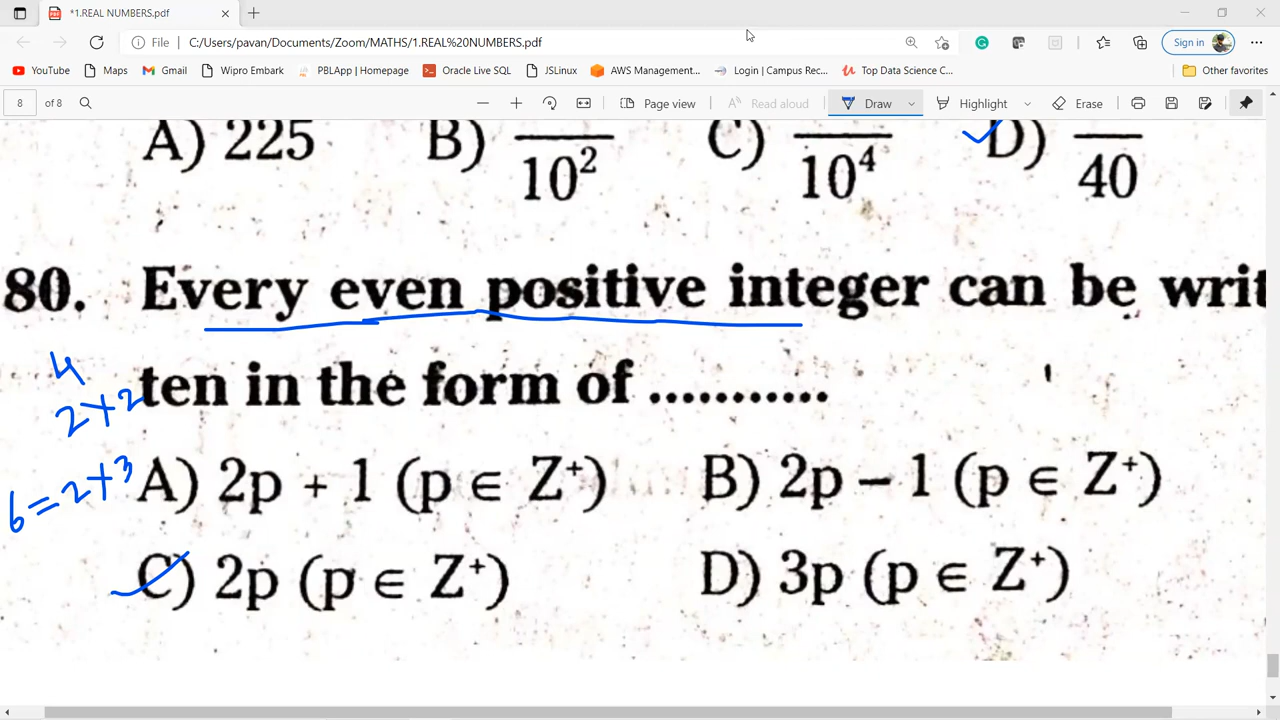 *1.REAL NUMBERS.pdf
File C:/Users/pavan/Documents/Zoom/MATHS/1.REAL%20NUMBERS.pdf Sign in
YouTube Maps Gmail Wipro Embark PBLApp | Homepage Oracle Live SQL JSLinux AWS Management... Login | Campus Rec... Top Data Science C... Other favorites
8 of 8 Page view Read aloud Draw Highlight Erase
A) 225 B) 10² C) 10⁴ D) 40
80. Every even positive integer can be writ
ten in the form of ...........
4
2×2
6=2×3
A) 2p + 1 (p ∈ Z⁺) B) 2p – 1 (p ∈ Z⁺)
C) 2p (p ∈ Z⁺) D) 3p (p ∈ Z⁺)